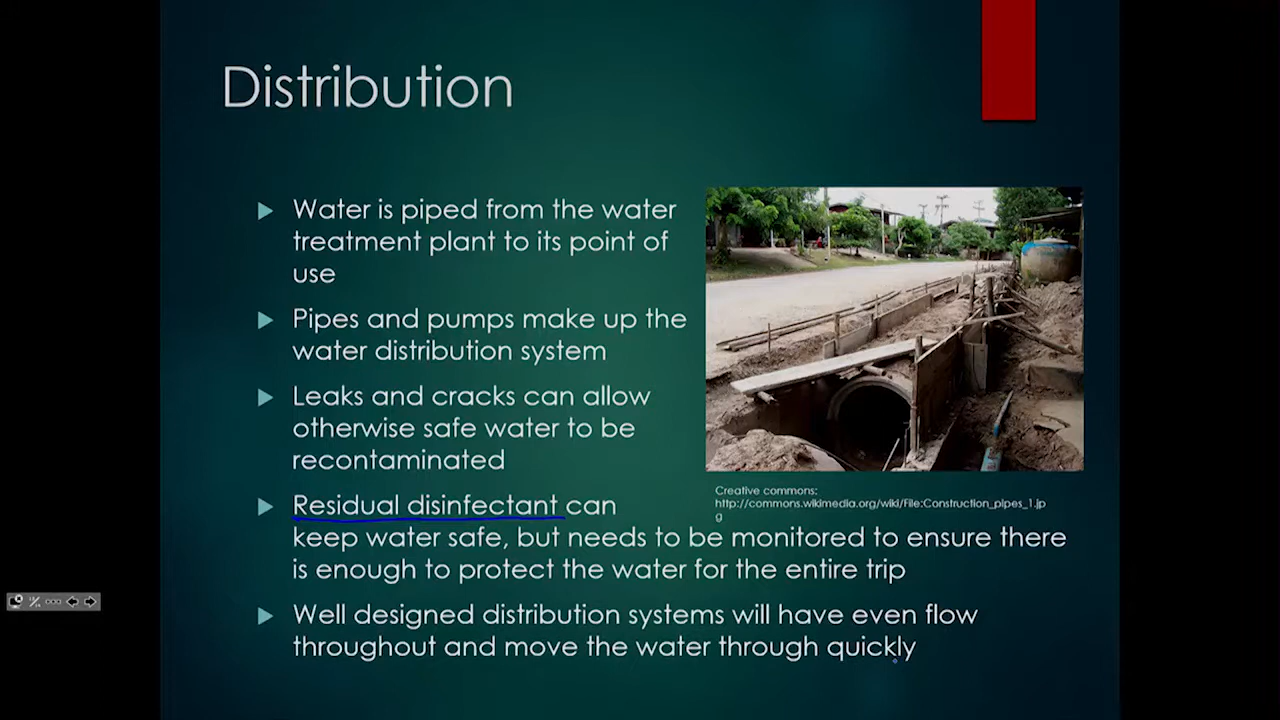 Distribution
Water is piped from the water
treatment plant to its point of
use
Pipes and pumps make up the
water distribution system
Leaks and cracks can allow
otherwise safe water to be
recontaminated
Creative commons:
http://commons.wikimedia.org/wiki/File:Construction_pipes_1.jp
g
Residual disinfectant can
keep water safe, but needs to be monitored to ensure there
is enough to protect the water for the entire trip
Well designed distribution systems will have even flow
throughout and move the water through quickly